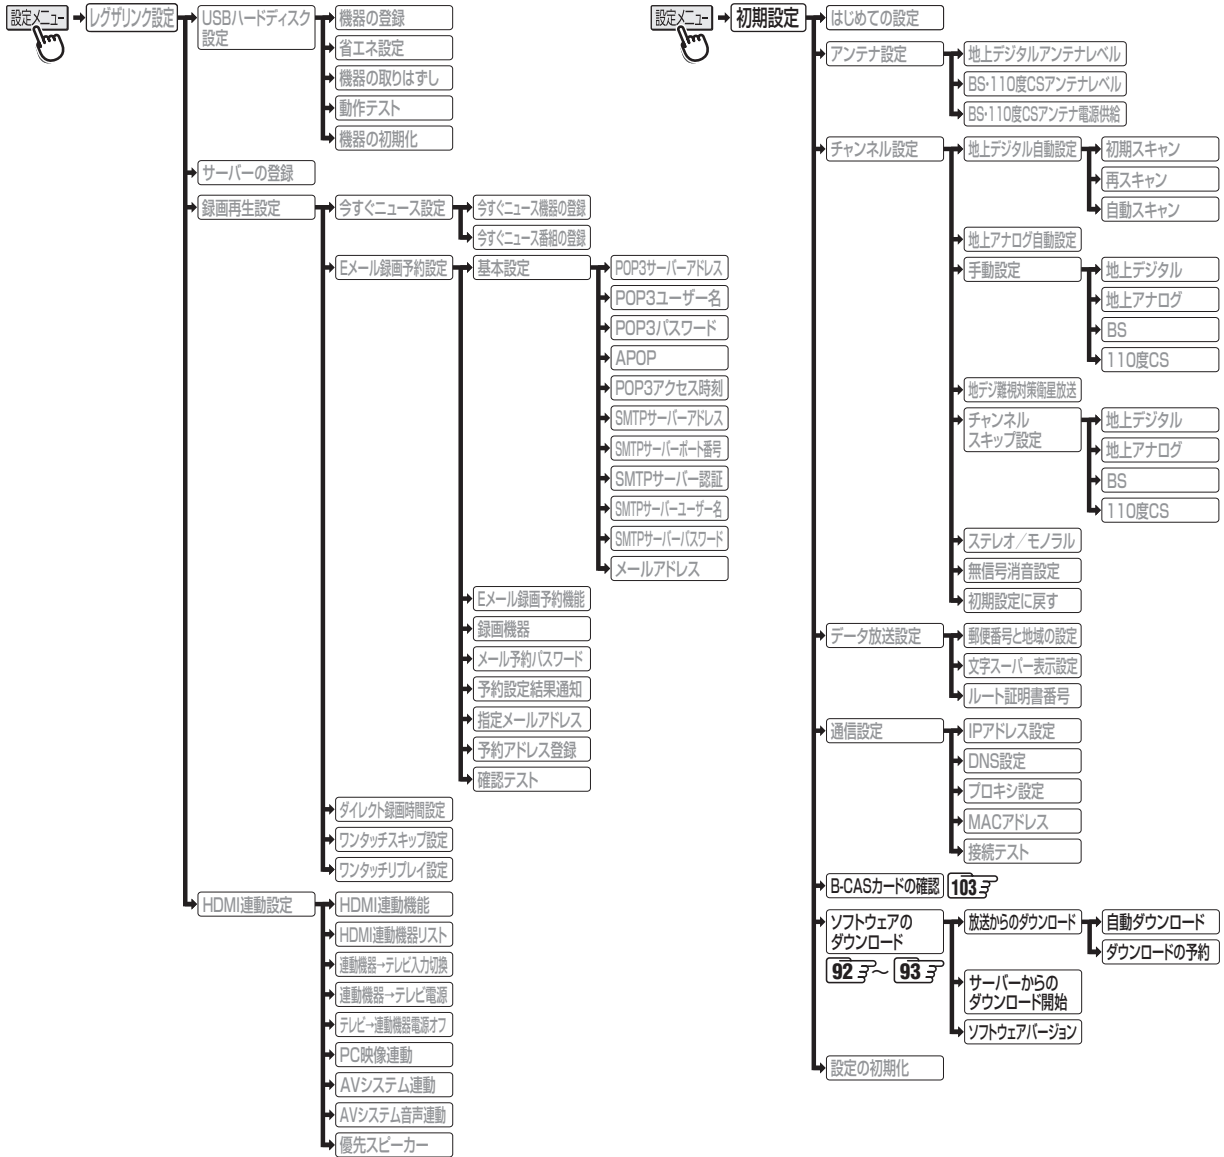 設定メニュー
レグザリンク設定
USBハードディスク
設定
機器の登録
省エネ設定
機器の取りはずし
動作テスト
機器の初期化
サーバーの登録
録画再生設定
今すぐニュース設定
今すぐニュース機器の登録
今すぐニュース番組の登録
Eメール録画予約設定
基本設定
POP3サーバーアドレス
POP3ユーザー名
POP3パスワード
APOP
POP3アクセス時刻
SMTPサーバーアドレス
SMTPサーバーポート番号
SMTPサーバー認証
SMTPサーバーユーザー名
SMTPサーバーパスワード
メールアドレス
Eメール録画予約機能
録画機器
メール予約パスワード
予約設定結果通知
指定メールアドレス
予約アドレス登録
確認テスト
ダイレクト録画時間設定
ワンタッチスキップ設定
ワンタッチリプレイ設定
HDMI連動設定
HDMI連動機能
HDMI連動機器リスト
連動機器→テレビ入力切換
連動機器→テレビ電源
テレビ→連動機器電源オフ
PC映像連動
AVシステム連動
AVシステム音声連動
優先スピーカー
設定メニュー
初期設定
はじめての設定
アンテナ設定
地上デジタルアンテナレベル
BS・110度CSアンテナレベル
BS・110度CSアンテナ電源供給
チャンネル設定
地上デジタル自動設定
初期スキャン
再スキャン
自動スキャン
地上アナログ自動設定
手動設定
地上デジタル
地上アナログ
BS
110度CS
地デジ難視対策衛星放送
チャンネル
スキップ設定
地上デジタル
地上アナログ
BS
110度CS
ステレオ／モノラル
無信号消音設定
初期設定に戻す
データ放送設定
郵便番号と地域の設定
文字スーパー表示設定
ルート証明書番号
通信設定
IPアドレス設定
DNS設定
プロキシ設定
MACアドレス
接続テスト
B-CASカードの確認 103
ソフトウェアの
ダウンロード
92 ～ 93
放送からのダウンロード
自動ダウンロード
ダウンロードの予約
サーバーからの
ダウンロード開始
ソフトウェアバージョン
設定の初期化